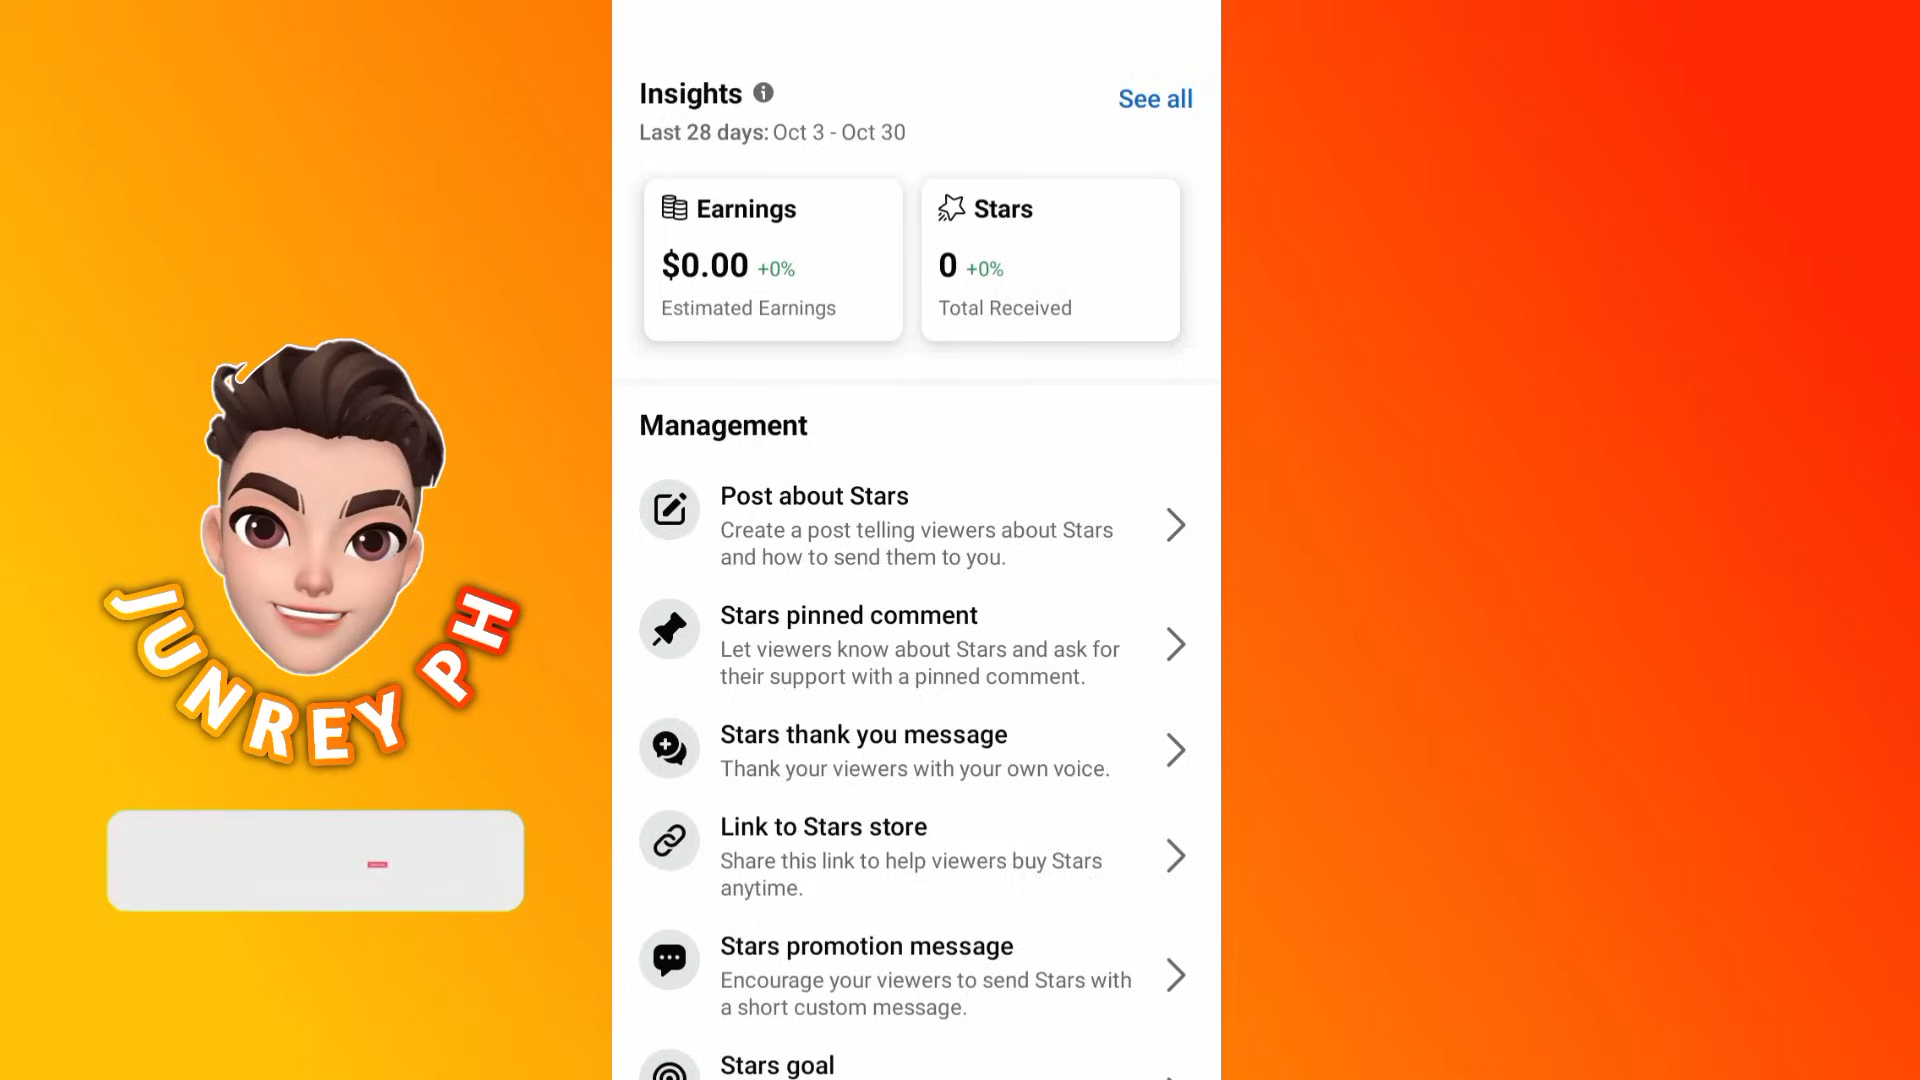 Insights
See all
Last 28 days: Oct 3 - Oct 30
Earnings
$0.00 +0%
Estimated Earnings
Stars
0 +0%
Total Received
Management
Post about Stars
Create a post telling viewers about Stars
and how to send them to you.
Stars pinned comment
Let viewers know about Stars and ask for
their support with a pinned comment.
Stars thank you message
Thank your viewers with your own voice.
Link to Stars store
Share this link to help viewers buy Stars
anytime.
Stars promotion message
Encourage your viewers to send Stars with
a short custom message.
Stars goal
JUNREY PH